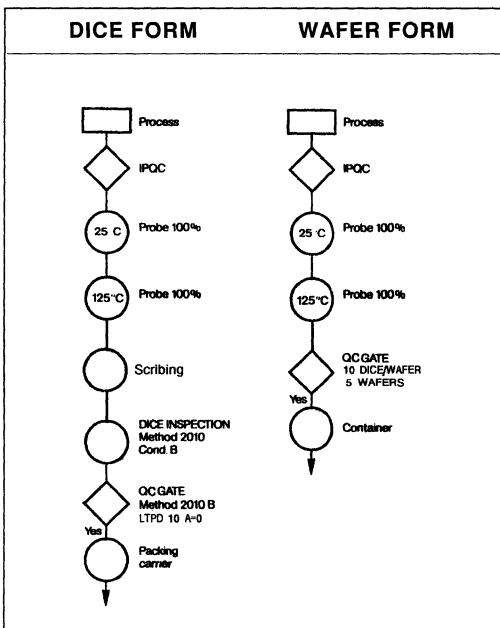 DICE FORM
Process
IPQC
25 C
Probe 100%
125°C
Probe 100%
Scribing
DICE INSPECTION
Method 2010
Cond. B
QC GATE
Method 2010 B
LTPD 10 A=0
Yes
Packing
carrier
WAFER FORM
Process
IPQC
25 C
Probe 100%
125°C
Probe 100%
QC GATE
10 DICE/WAFER
5 WAFERS
Yes
Container